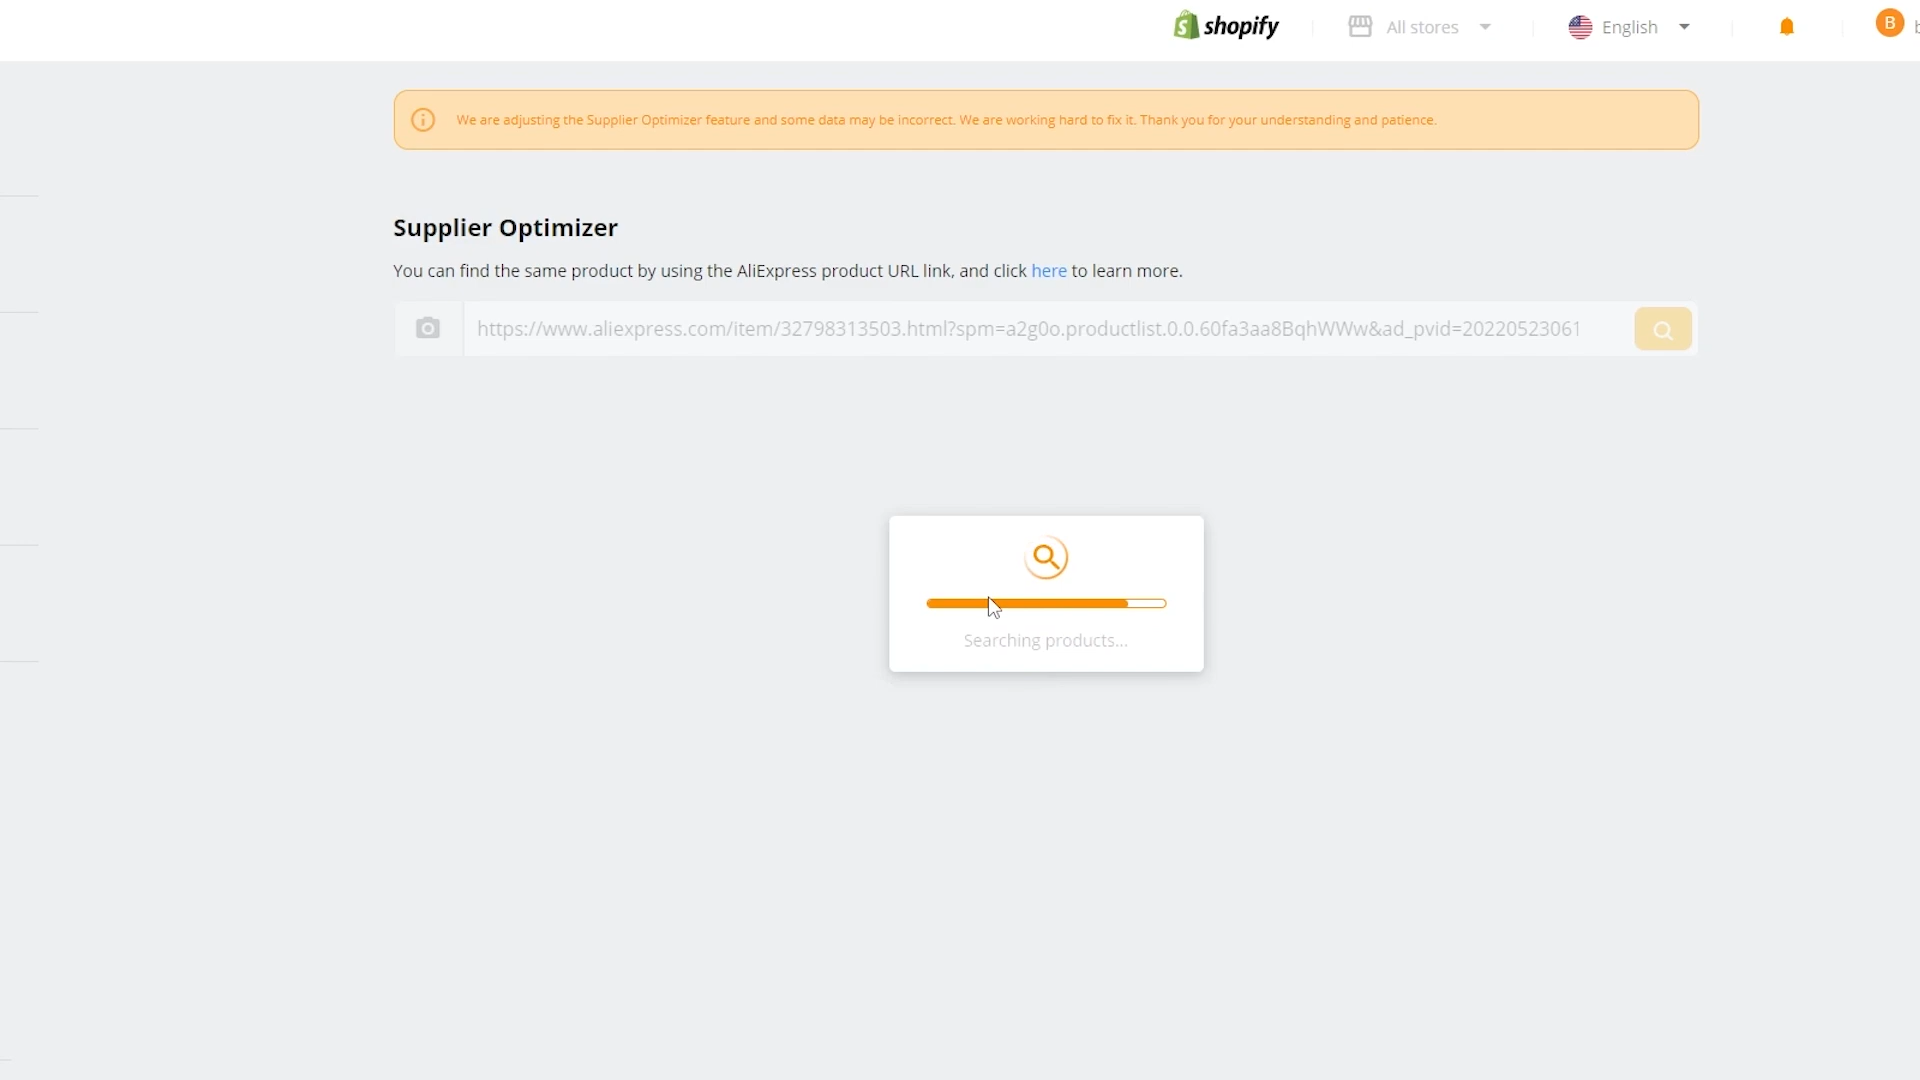 shopify
All stores
English
B
We are adjusting the Supplier Optimizer feature and some data may be incorrect. We are working hard to fix it. Thank you for your understanding and patience.
Supplier Optimizer
You can find the same product by using the AliExpress product URL link, and click here to learn more.
https://www.aliexpress.com/item/32798313503.html?spm=a2g0o.productlist.0.0.60fa3aa8BqhWWw&ad_pvid=20220523061
Searching products...